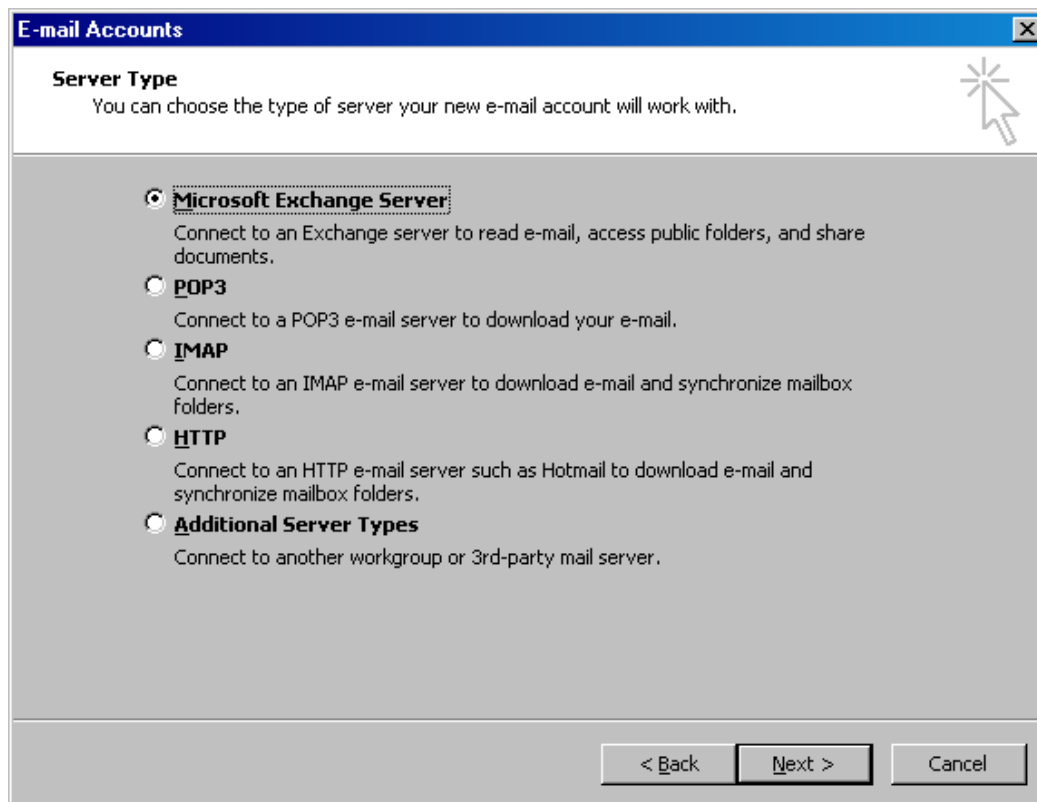 E-mail Accounts
Server Type
You can choose the type of server your new e-mail account will work with.
Microsoft Exchange Server
Connect to an Exchange server to read e-mail, access public folders, and share
documents.
POP3
Connect to a POP3 e-mail server to download your e-mail.
IMAP
Connect to an IMAP e-mail server to download e-mail and synchronize mailbox
folders.
HTTP
Connect to an HTTP e-mail server such as Hotmail to download e-mail and
synchronize mailbox folders.
Additional Server Types
Connect to another workgroup or 3rd-party mail server.
< Back Next > Cancel